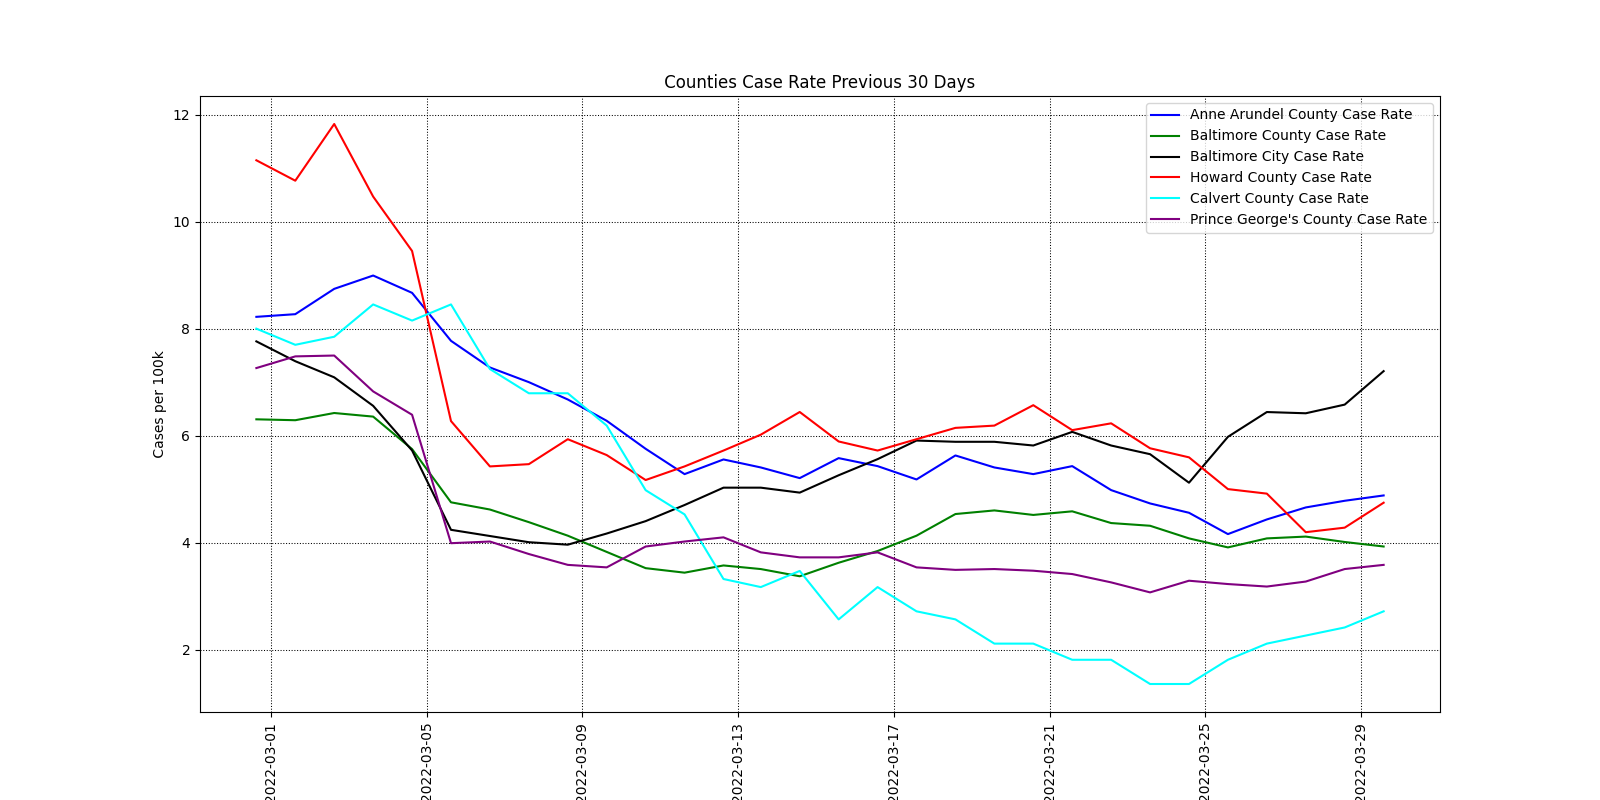 Counties Case Rate Previous 30 Days
Cases per 100k
12
10
8
6
4
2
Anne Arundel County Case Rate
Baltimore County Case Rate
Baltimore City Case Rate
Howard County Case Rate
Calvert County Case Rate
Prince George's County Case Rate
2022-03-01
2022-03-05
2022-03-09
2022-03-13
2022-03-17
2022-03-21
2022-03-25
2022-03-29